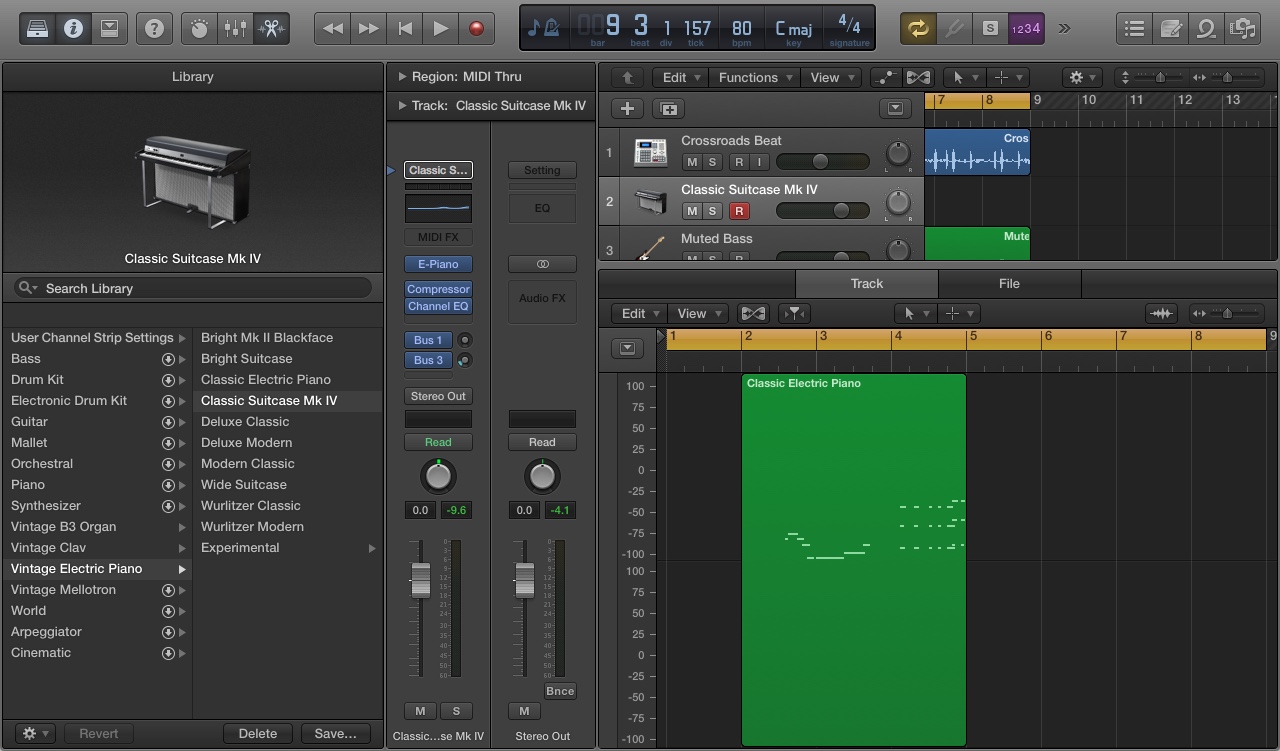 9 3 1 157 80 C maj 4/4
bar beat div tick bpm key signature
S 1234
Library
Classic Suitcase Mk IV
Search Library
User Channel Strip Settings
Bass
Drum Kit
Electronic Drum Kit
Guitar
Mallet
Orchestral
Piano
Synthesizer
Vintage B3 Organ
Vintage Clav
Vintage Electric Piano
Vintage Mellotron
World
Arpeggiator
Cinematic
Bright Mk II Blackface
Bright Suitcase
Classic Electric Piano
Classic Suitcase Mk IV
Deluxe Classic
Deluxe Modern
Modern Classic
Wide Suitcase
Wurlitzer Classic
Wurlitzer Modern
Experimental
Revert Delete Save...
Region: MIDI Thru
Track: Classic Suitcase Mk IV
Classic S... Setting
EQ
MIDI FX
E-Piano
Compressor
Channel EQ
Audio FX
Bus 1
Bus 3
Stereo Out
Read Read
0.0 -9.6 0.0 -4.1
Bnce
M S M
Classic...se Mk IV Stereo Out
Edit Functions View
7 8 9 10 11 12 13
1 Crossroads Beat
M S R I L R
Cros
2 Classic Suitcase Mk IV
M S R L R
3 Muted Bass
M S R
Mute
Track File
Edit View
1 2 3 4 5 6 7 8 9
Classic Electric Piano
100
75
50
25
0
-25
-50
-75
-100
100
75
50
25
0
-25
-50
-75
-100